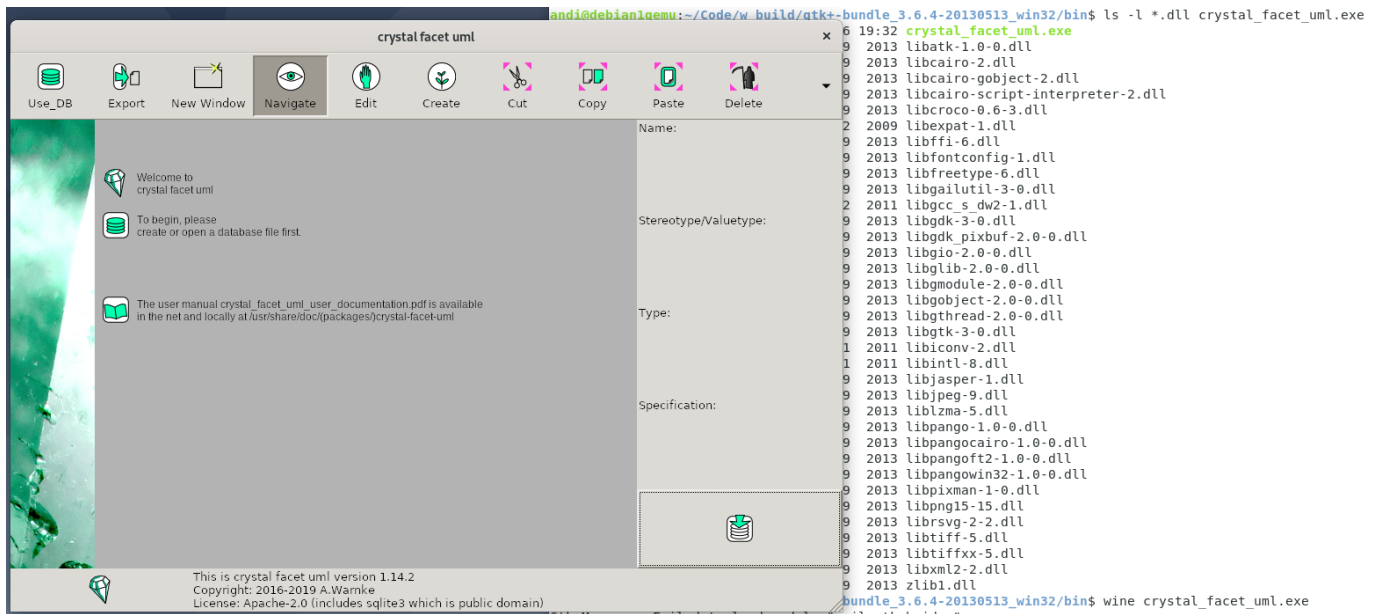 andi@debian1qemu:~/Code/w_build/gtk+-bundle_3.6.4-20130513_win32/bin$ ls -l *.dll crystal_facet_uml.exe
crystal facet uml
×
Use_DB Export New Window Navigate Edit Create Cut Copy Paste Delete
Welcome to
crystal facet uml
To begin, please
create or open a database file first.
The user manual crystal_facet_uml_user_documentation.pdf is available
in the net and locally at /usr/share/doc/(packages/)crystal-facet-uml
Name:
Stereotype/Valuetype:
Type:
Specification:
This is crystal facet uml version 1.14.2
Copyright: 2016-2019 A.Warnke
License: Apache-2.0 (includes sqlite3 which is public domain)
6 19:32 crystal_facet_uml.exe
9 2013 libatk-1.0-0.dll
9 2013 libcairo-2.dll
9 2013 libcairo-gobject-2.dll
9 2013 libcairo-script-interpreter-2.dll
9 2013 libcroco-0.6-3.dll
2 2009 libexpat-1.dll
9 2013 libffi-6.dll
9 2013 libfontconfig-1.dll
9 2013 libfreetype-6.dll
9 2013 libgailutil-3-0.dll
2 2011 libgcc_s_dw2-1.dll
9 2013 libgdk-3-0.dll
9 2013 libgdk_pixbuf-2.0-0.dll
9 2013 libgio-2.0-0.dll
9 2013 libglib-2.0-0.dll
9 2013 libgmodule-2.0-0.dll
9 2013 libgobject-2.0-0.dll
9 2013 libgthread-2.0-0.dll
9 2013 libgtk-3-0.dll
1 2011 libiconv-2.dll
1 2011 libintl-8.dll
9 2013 libjasper-1.dll
9 2013 libjpeg-9.dll
9 2013 liblzma-5.dll
9 2013 libpango-1.0-0.dll
9 2013 libpangocairo-1.0-0.dll
9 2013 libpangoft2-1.0-0.dll
9 2013 libpangowin32-1.0-0.dll
9 2013 libpixman-1-0.dll
9 2013 libpng15-15.dll
9 2013 librsvg-2-2.dll
9 2013 libtiff-5.dll
9 2013 libtiffxx-5.dll
9 2013 libxml2-2.dll
9 2013 zlib1.dll
bundle_3.6.4-20130513_win32/bin$ wine crystal_facet_uml.exe